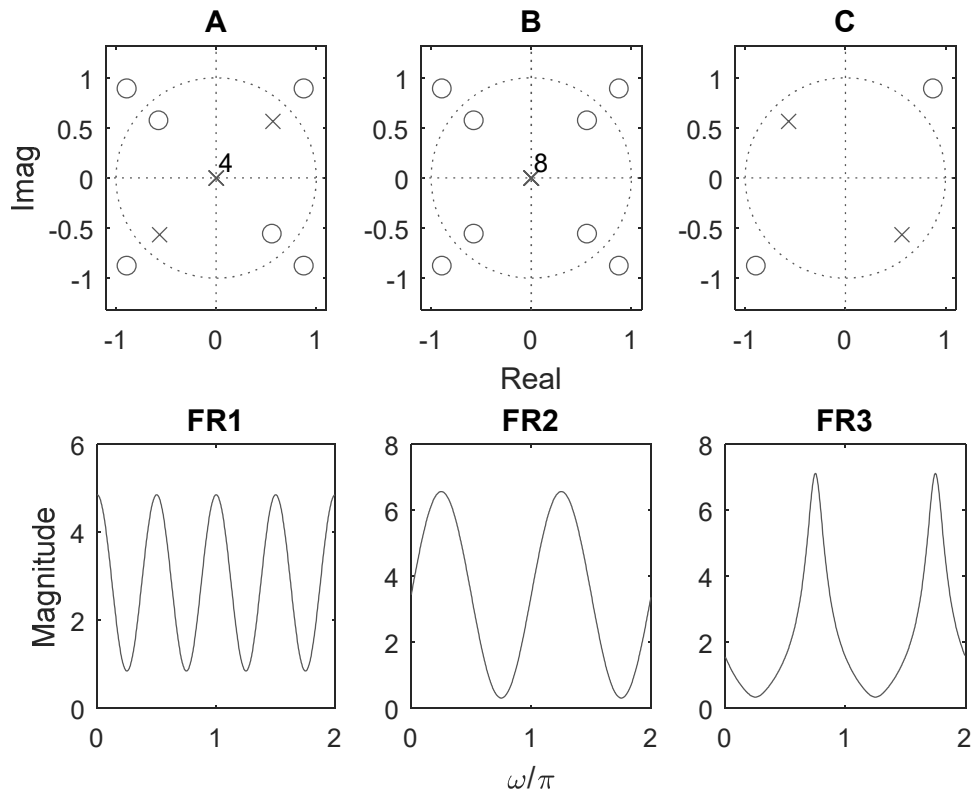 A B C
1 1 1
0.5 0.5 0.5
4 8
Imag 0 0 0
-0.5 -0.5 -0.5
-1 -1 -1
-1 0 1 -1 0 1 -1 0 1
Real
FR1 FR2 FR3
6 8 8
6 6
4 4 4
Magnitude
2 2 2
0 0 0
0 1 2 0 1 2 0 1 2
ω/π